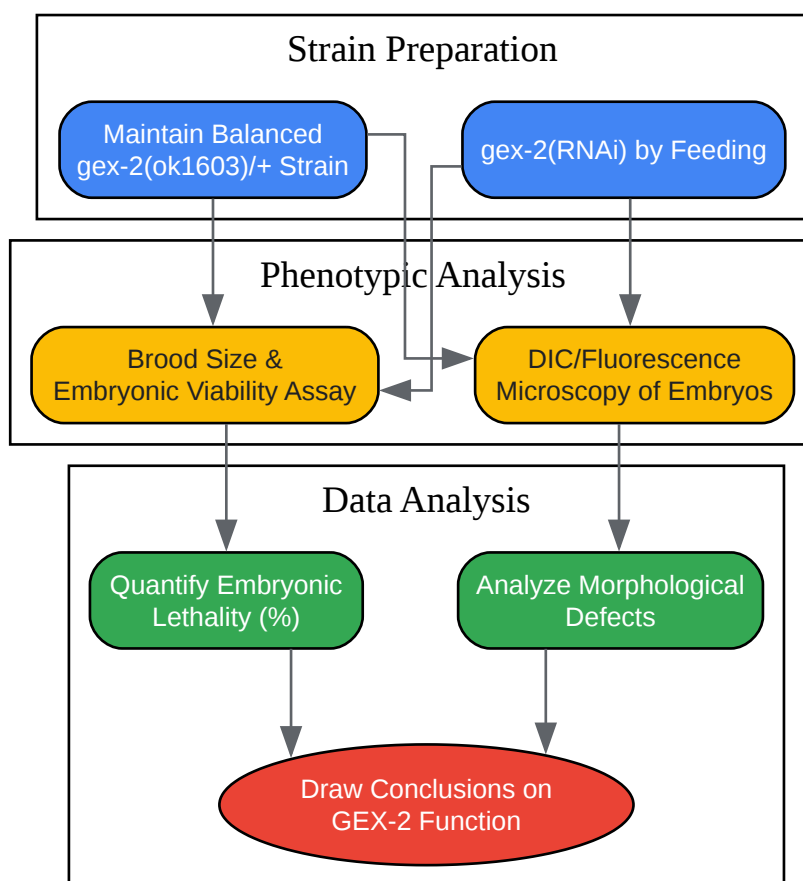 Strain Preparation
Maintain Balanced
gex-2(ok1603)/+ Strain
gex-2(RNAi) by Feeding
Phenotypic Analysis
Brood Size &
Embryonic Viability Assay
DIC/Fluorescence
Microscopy of Embryos
Data Analysis
Quantify Embryonic
Lethality (%)
Analyze Morphological
Defects
Draw Conclusions on
GEX-2 Function